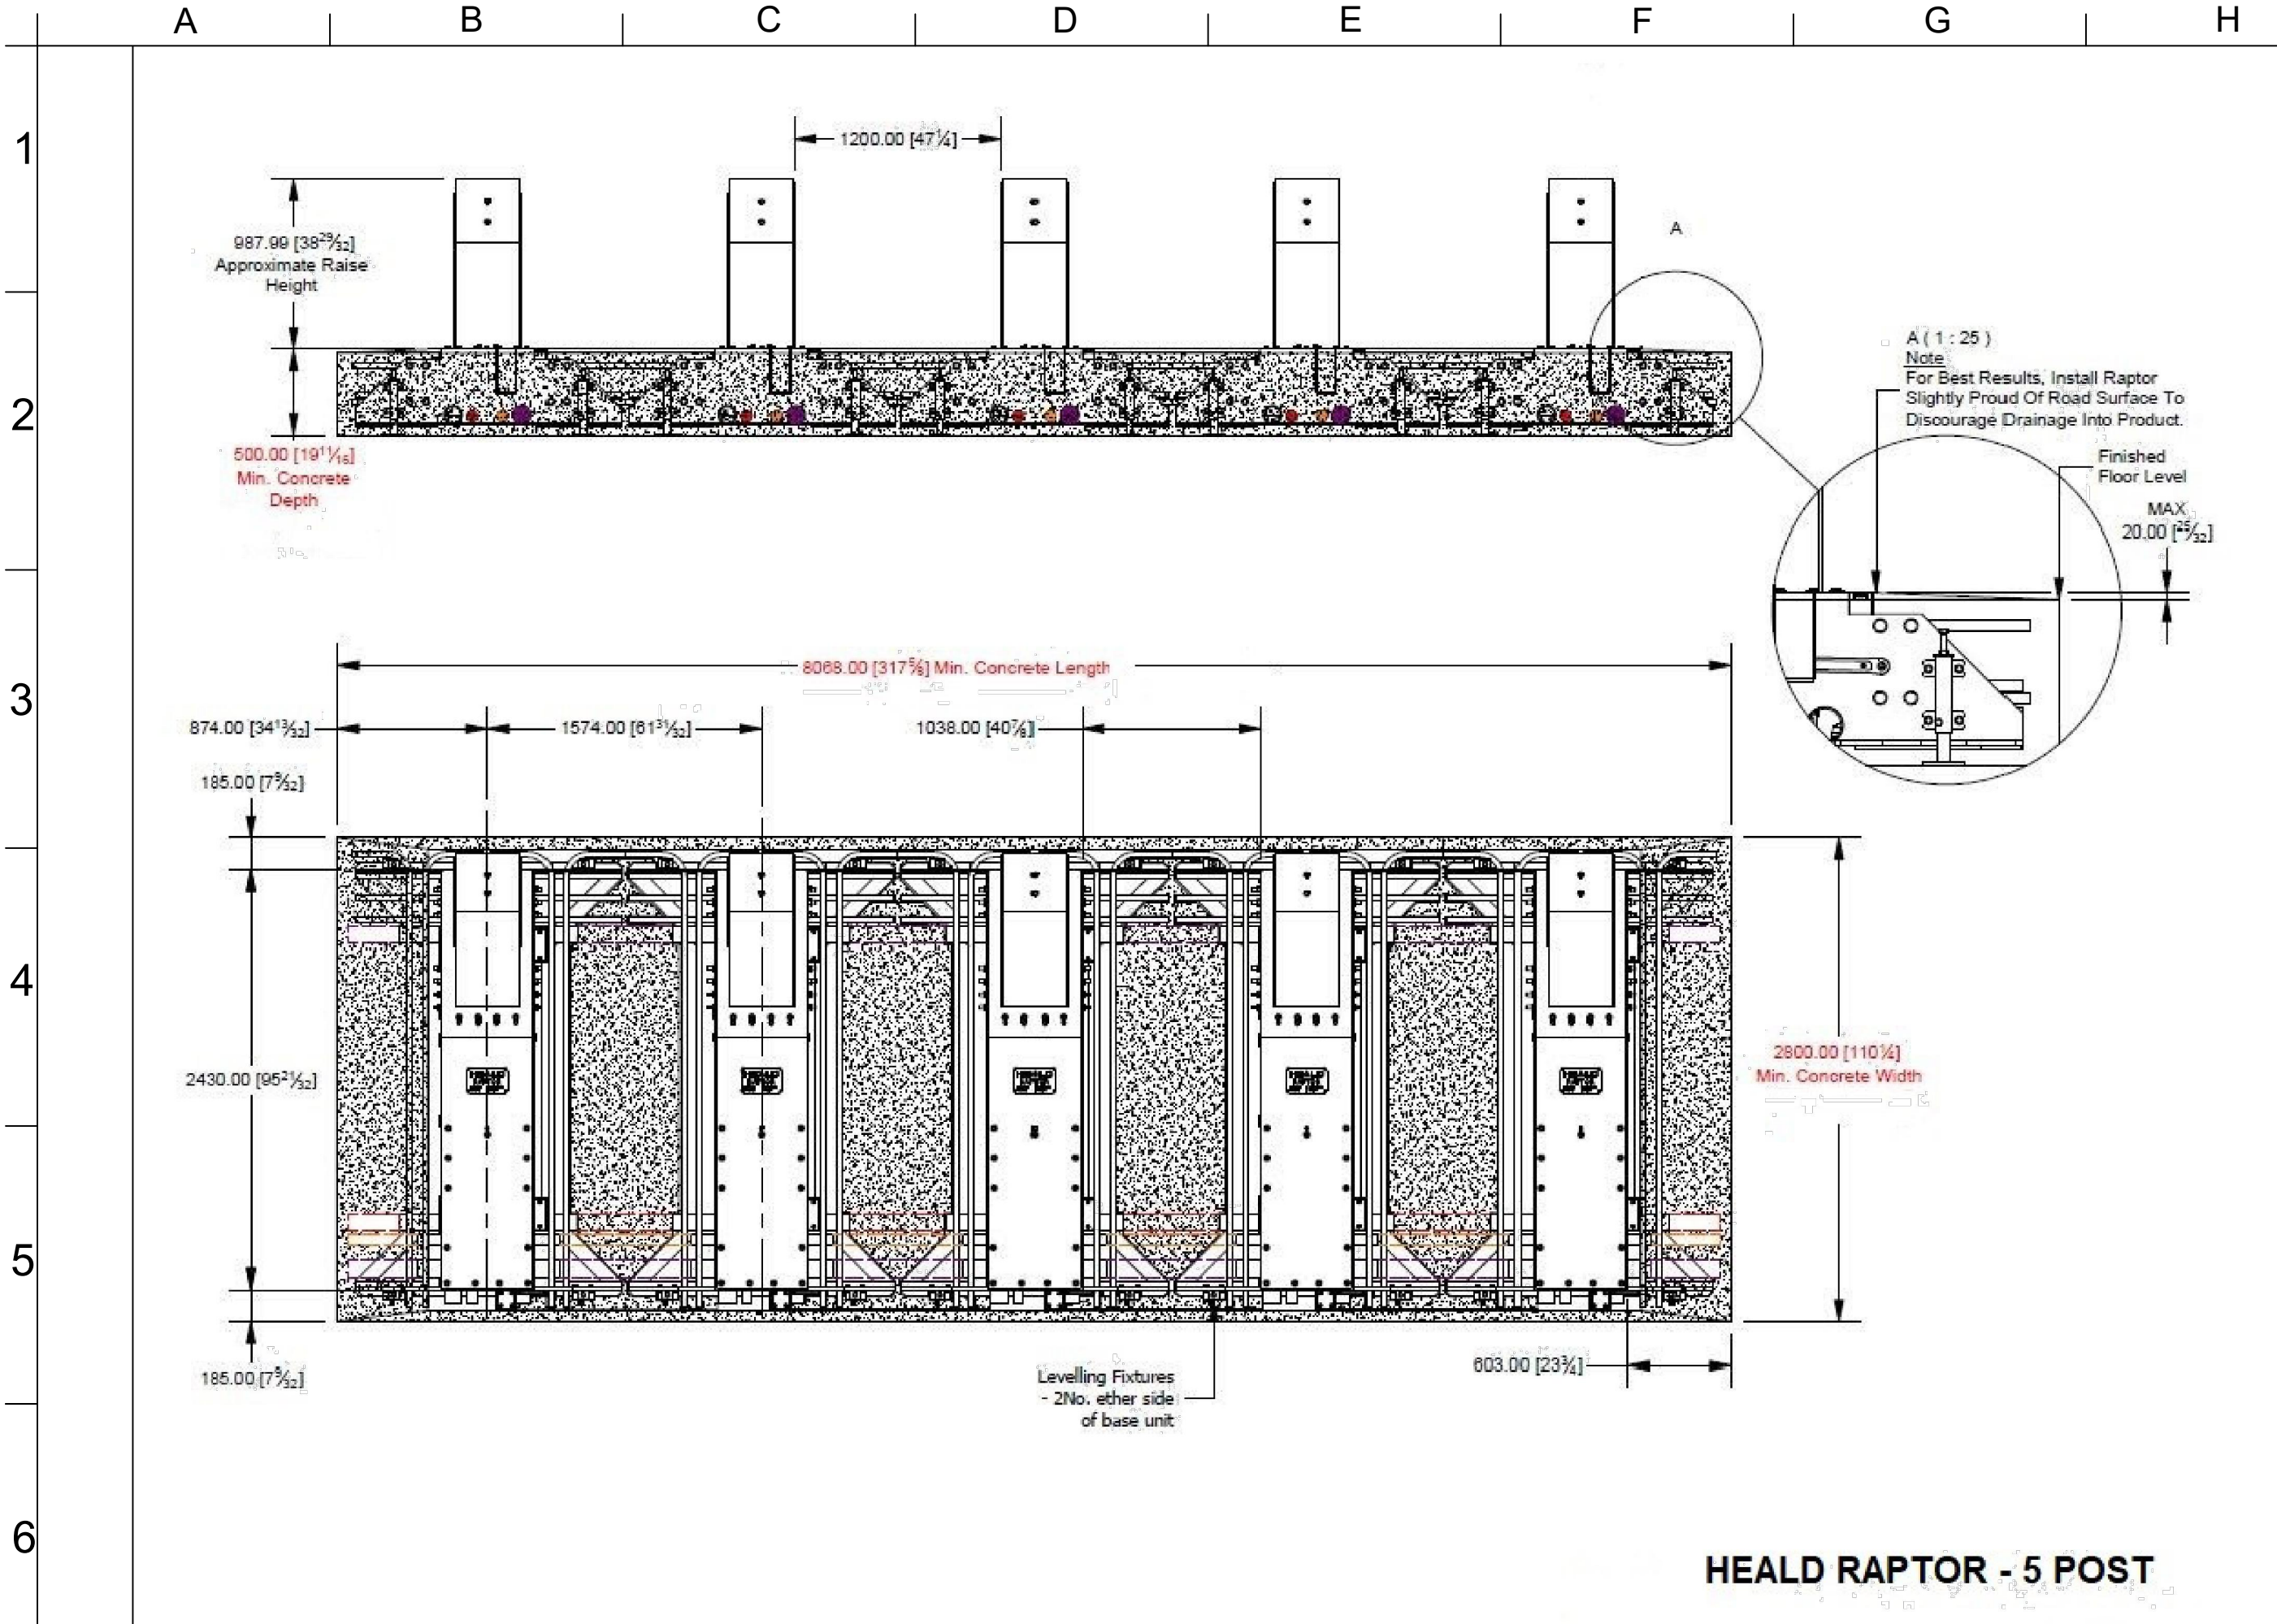 A B C D E F G H
1
2
3
4
5
6
1200.00 [47¼]
987.99 [38²⁹⁄₃₂]
Approximate Raise
Height
A
500.00 [19¹¹⁄₁₆]
Min. Concrete
Depth
A ( 1 : 25 )
Note
For Best Results, Install Raptor
Slightly Proud Of Road Surface To
Discourage Drainage Into Product.
Finished
Floor Level
MAX
20.00 [²⁵⁄₃₂]
8068.00 [317⅝] Min. Concrete Length
874.00 [34¹³⁄₃₂]
1574.00 [61³¹⁄₃₂]
1038.00 [40⅞]
185.00 [7⁹⁄₃₂]
2430.00 [95²¹⁄₃₂]
2800.00 [110¼]
Min. Concrete Width
185.00 [7⁹⁄₃₂]
Levelling Fixtures
- 2No. ether side
of base unit
603.00 [23¾]
HEALD RAPTOR - 5 POST